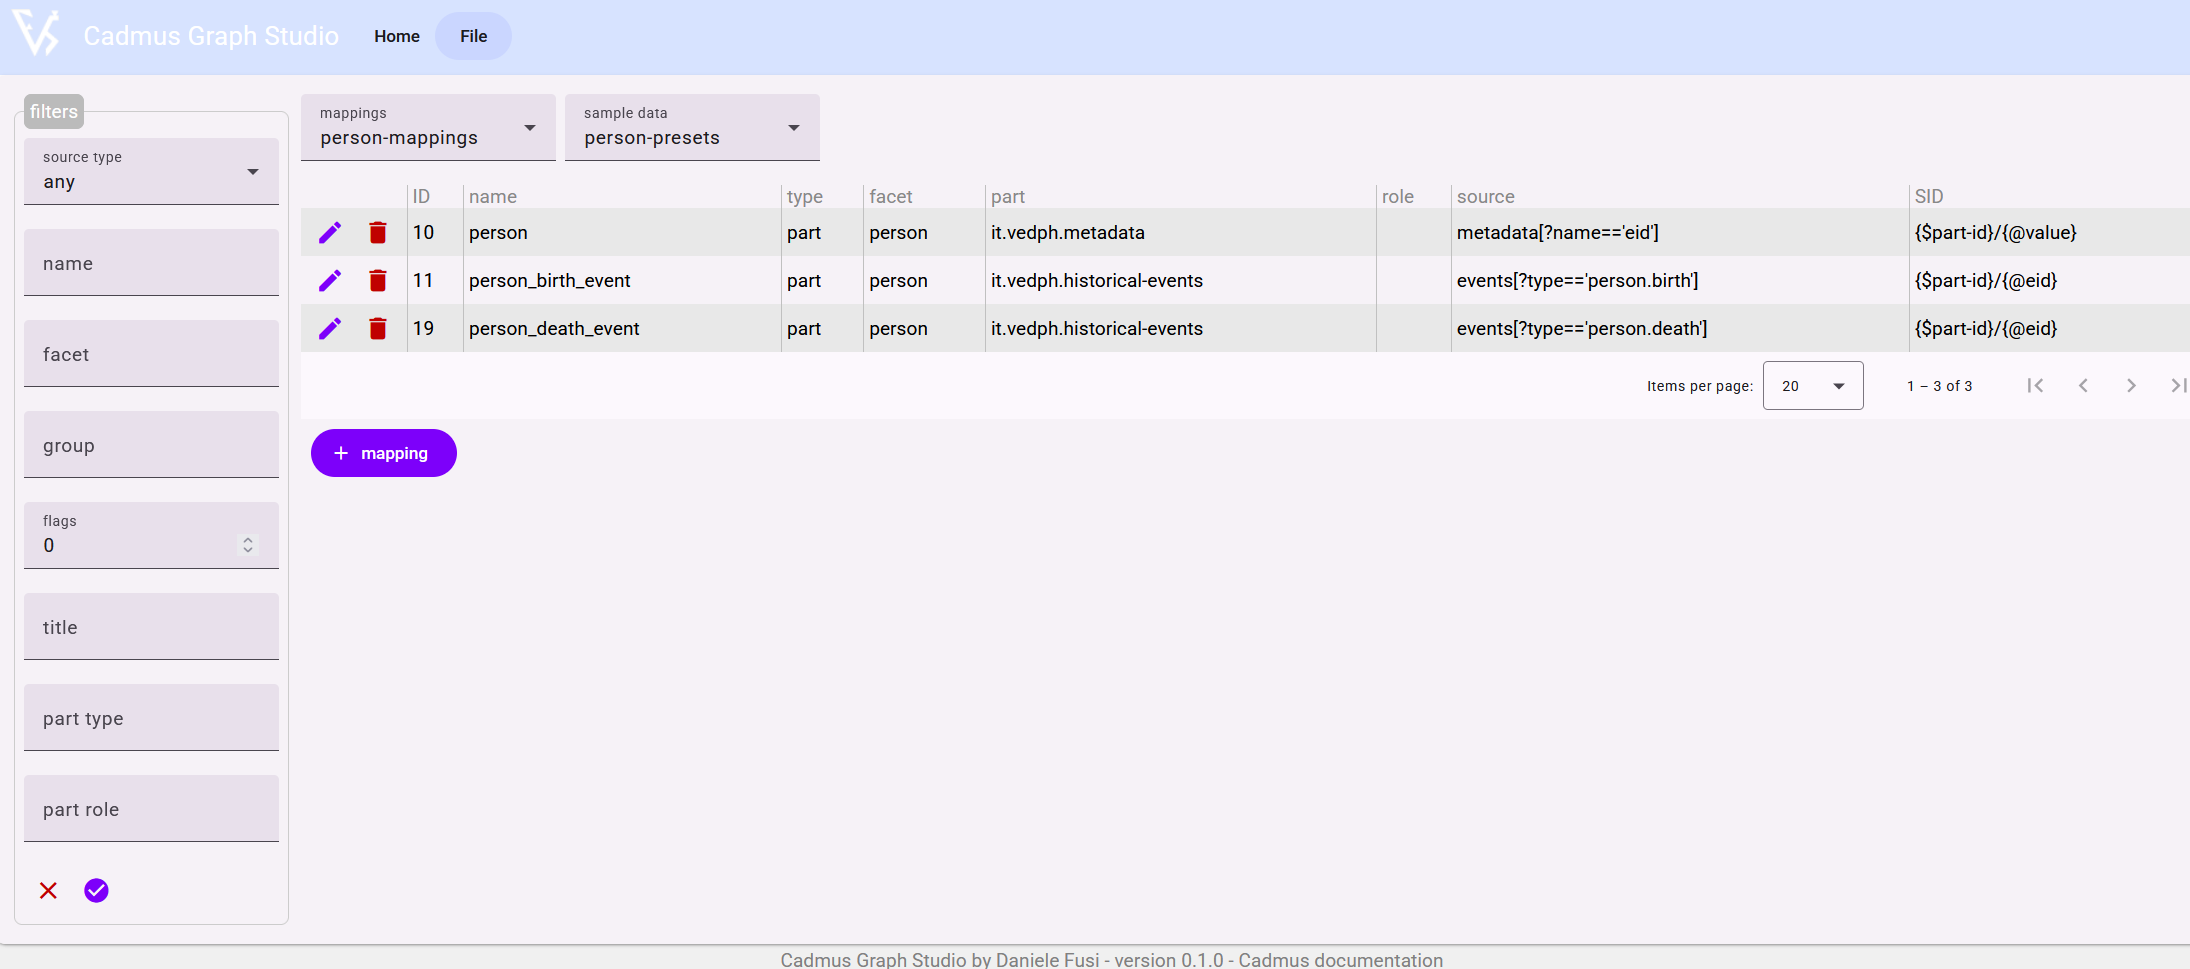 Cadmus Graph Studio Home File
filters
source type
any
name
facet
group
flags
0
title
part type
part role
mappings
person-mappings
sample data
person-presets
ID name type facet part role source SID
10 person part person it.vedph.metadata metadata[?name=='eid'] {$part-id}/{@value}
11 person_birth_event part person it.vedph.historical-events events[?type=='person.birth'] {$part-id}/{@eid}
19 person_death_event part person it.vedph.historical-events events[?type=='person.death'] {$part-id}/{@eid}
Items per page: 20 1 – 3 of 3
+ mapping
Cadmus Graph Studio by Daniele Fusi - version 0.1.0 - Cadmus documentation